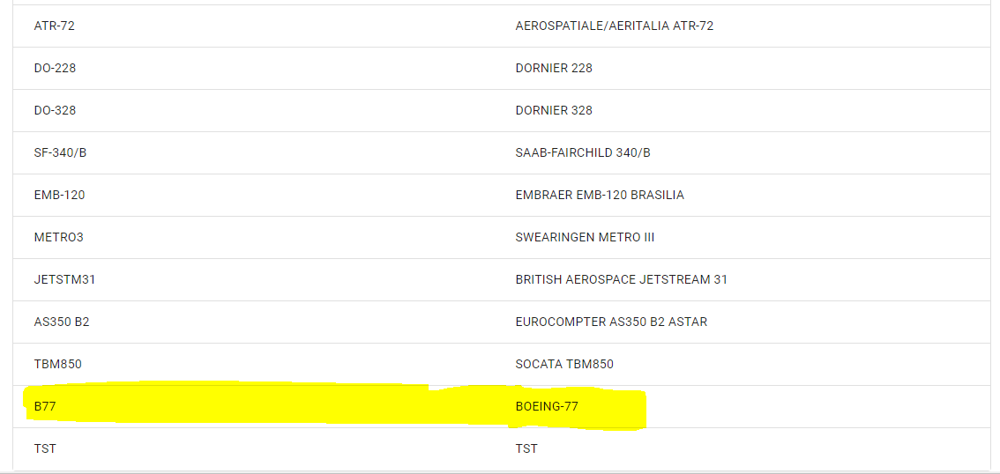 ATR-72 AEROSPATIALE/AERITALIA ATR-72
DO-228 DORNIER 228
DO-328 DORNIER 328
SF-340/B SAAB-FAIRCHILD 340/B
EMB-120 EMBRAER EMB-120 BRASILIA
METRO3 SWEARINGEN METRO III
JETSTM31 BRITISH AEROSPACE JETSTREAM 31
AS350 B2 EUROCOMPTER AS350 B2 ASTAR
TBM850 SOCATA TBM850
B77 BOEING-77
TST TST